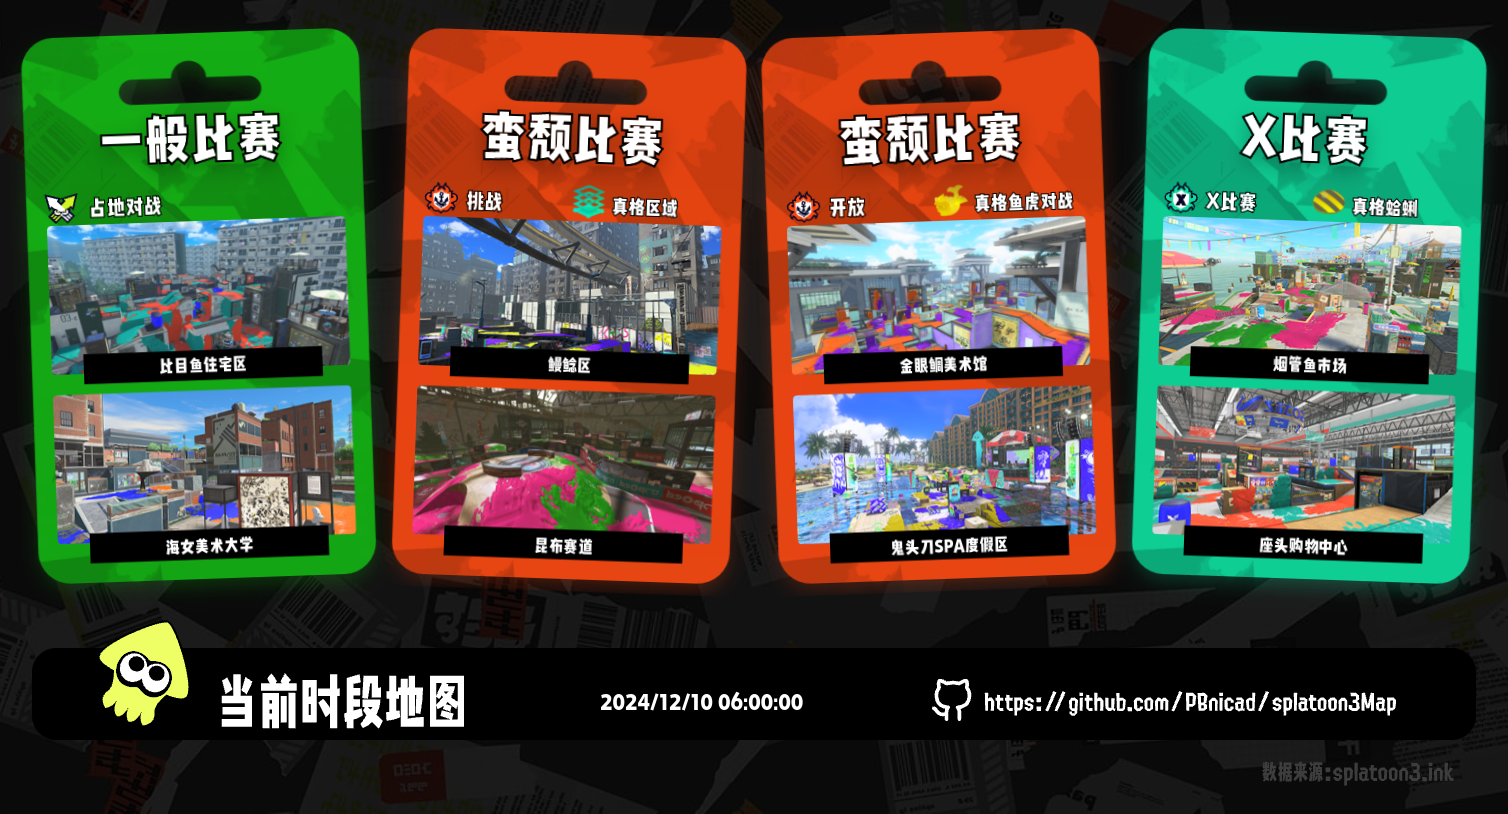 一般比赛
占地对战
比目鱼住宅区
海女美术大学
蛮颓比赛
挑战
真格区域
鳗鲶区
昆布赛道
蛮颓比赛
开放
真格鱼虎对战
金眼鲷美术馆
鬼头刀SPA度假区
X比赛
X比赛
真格蛤蜊
烟管鱼市场
座头购物中心
当前时段地图
2024/12/10 06:00:00
https://github.com/PBnicad/splatoon3Map
数据来源:splatoon3.ink